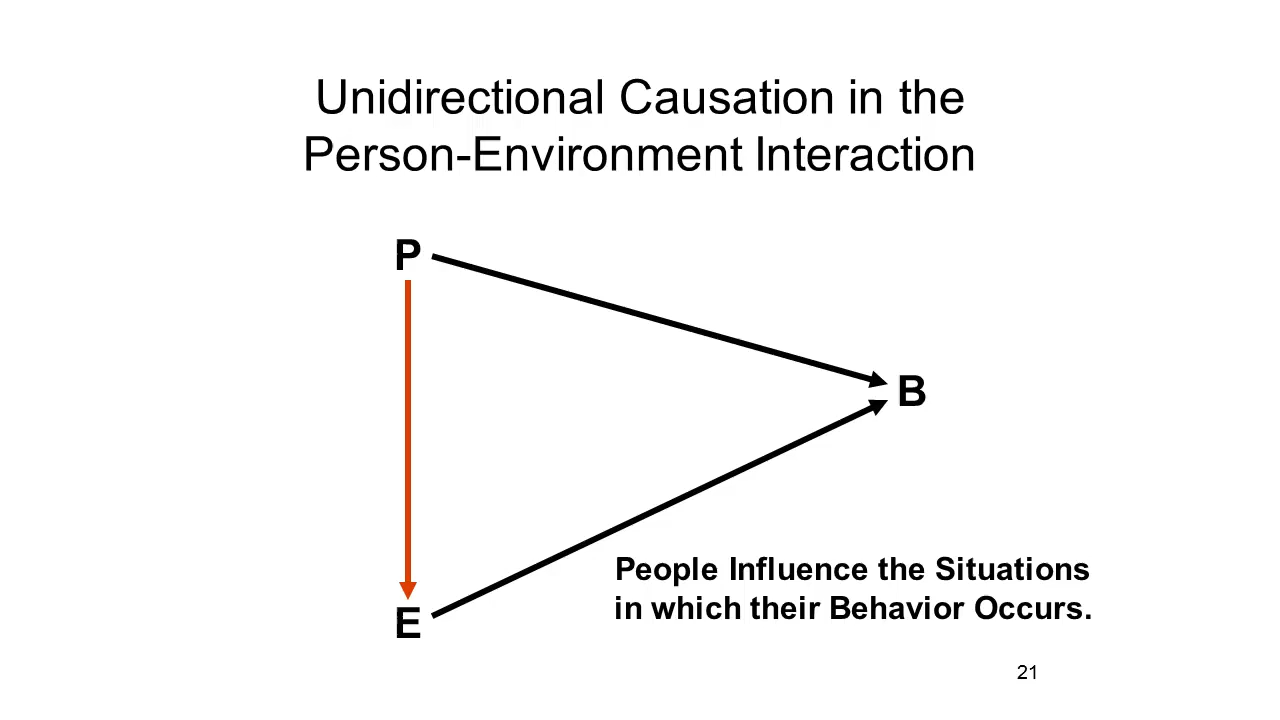 Unidirectional Causation in the
Person-Environment Interaction
P
B
E
People Influence the Situations
in which their Behavior Occurs.
21